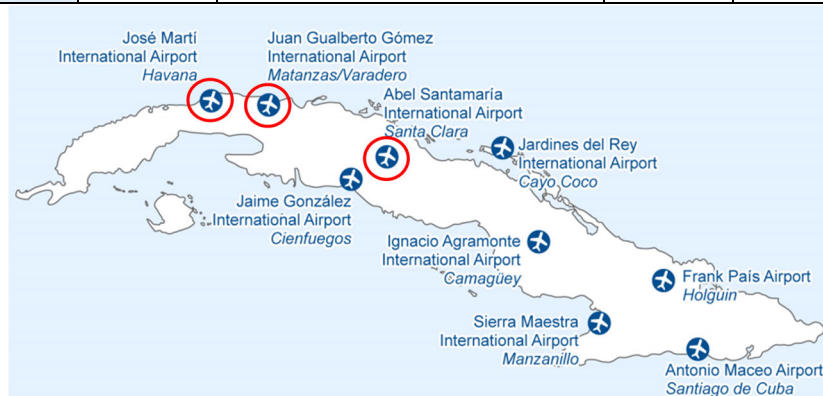 José Martí
International Airport
Havana
Juan Gualberto Gómez
International Airport
Matanzas/Varadero
Abel Santamaría
International Airport
Santa Clara
Jardines del Rey
International Airport
Cayo Coco
Jaime González
International Airport
Cienfuegos
Ignacio Agramonte
International Airport
Camagüey
Frank País Airport
Holguin
Sierra Maestra
International Airport
Manzanillo
Antonio Maceo Airport
Santiago de Cuba